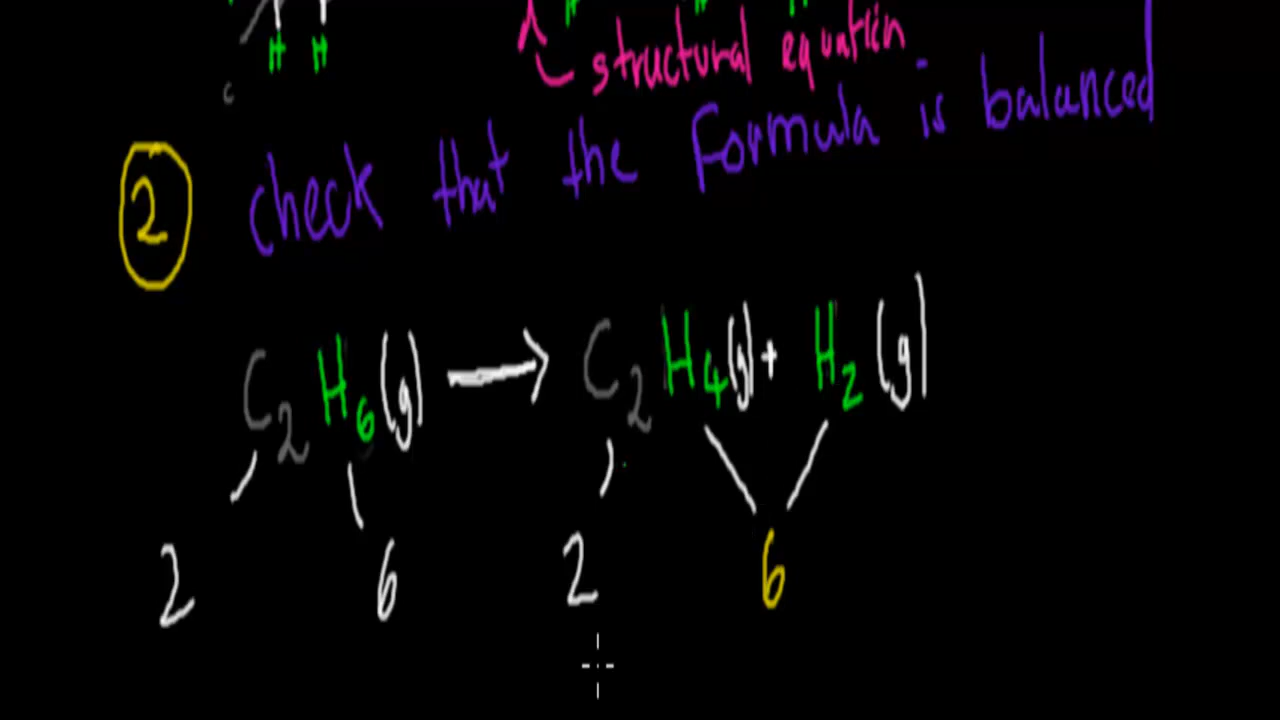 H H H H H
structural equation
c
2 check that the Formula is balanced
C₂H₆(g) → C₂H₄(g) + H₂(g)
2 6 2 6